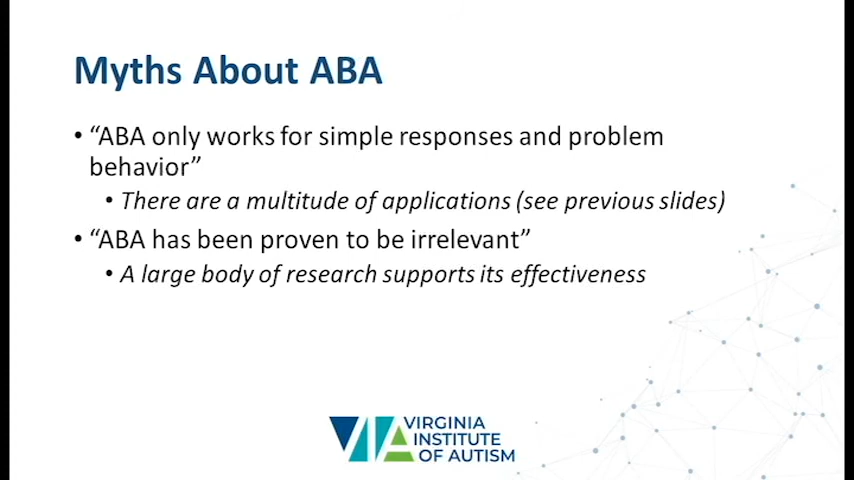 Myths About ABA
• “ABA only works for simple responses and problem
behavior”
• There are a multitude of applications (see previous slides)
• “ABA has been proven to be irrelevant”
• A large body of research supports its effectiveness
VIA
VIRGINIA
INSTITUTE
OF AUTISM